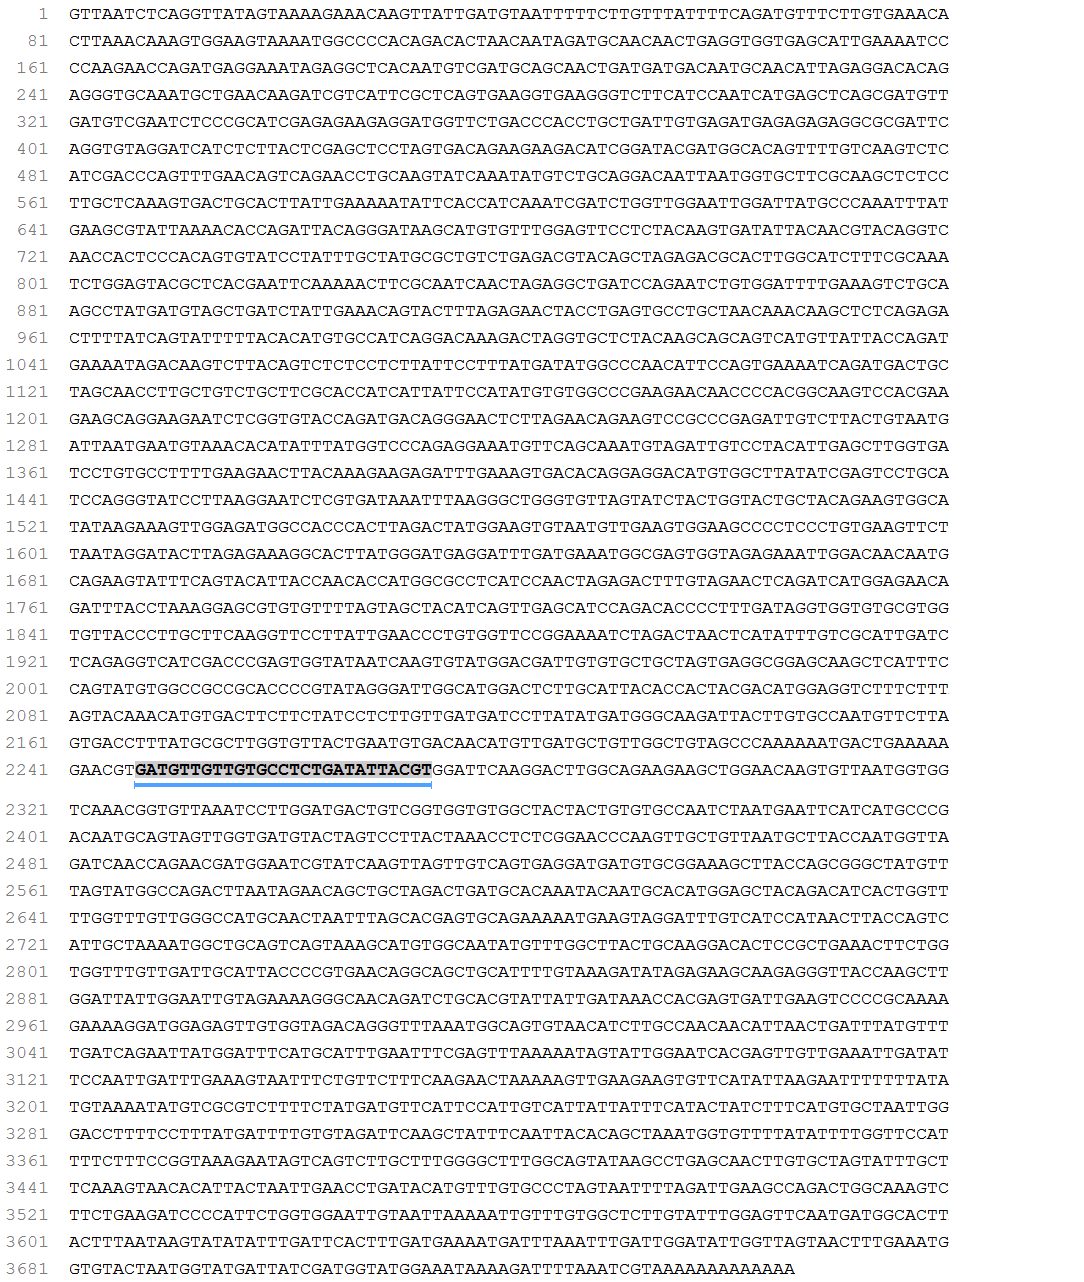 1 GTTAATCTCAGGTTATAGTAAAAGAAACAAGTTATTGATGTAATTTTTCTTGTTTATTTTCAGATGTTTCTTGTGAAACA
81 CTTAAACAAAGTGGAAGTAAAATGGCCCCACAGACACTAACAATAGATGCAACAACTGAGGTGGTGAGCATTGAAAATCC
161 CCAAGAACCAGATGAGGAAATAGAGGCTCACAATGTCGATGCAGCAACTGATGATGACAATGCAACATTAGAGGACACAG
241 AGGGTGCAAATGCTGAACAAGATCGTCATTCGCTCAGTGAAGGTGAAGGGTCTTCATCCAATCATGAGCTCAGCGATGTT
321 GATGTCGAATCTCCCGCATCGAGAGAAGAGGATGGTTCTGACCCACCTGCTGATTGTGAGATGAGAGAGAGGCGCGATTC
401 AGGTGTAGGATCATCTCTTACTCGAGCTCCTAGTGACAGAAGAAGACATCGGATACGATGGCACAGTTTTGTCAAGTCTC
481 ATCGACCCAGTTTGAACAGTCAGAACCTGCAAGTATCAAATATGTCTGCAGGACAATTAATGGTGCTTCGCAAGCTCTCC
561 TTGCTCAAAGTGACTGCACTTATTGAAAAATATTCACCATCAAATCGATCTGGTTGGAATTGGATTATGCCCAAATTTAT
641 GAAGCGTATTAAAACACCAGATTACAGGGATAAGCATGTGTTTGGAGTTCCTCTACAAGTGATATTACAACGTACAGGTC
721 AACCACTCCCACAGTGTATCCTATTTGCTATGCGCTGTCTGAGACGTACAGCTAGAGACGCACTTGGCATCTTTCGCAAA
801 TCTGGAGTACGCTCACGAATTCAAAAACTTCGCAATCAACTAGAGGCTGATCCAGAATCTGTGGATTTTGAAAGTCTGCA
881 AGCCTATGATGTAGCTGATCTATTGAAACAGTACTTTAGAGAACTACCTGAGTGCCTGCTAACAAACAAGCTCTCAGAGA
961 CTTTTATCAGTATTTTTACACATGTGCCATCAGGACAAAGACTAGGTGCTCTACAAGCAGCAGTCATGTTATTACCAGAT
1041 GAAAATAGACAAGTCTTACAGTCTCTCCTCTTATTCCTTTATGATATGGCCCAACATTCCAGTGAAAATCAGATGACTGC
1121 TAGCAACCTTGCTGTCTGCTTCGCACCATCATTATTCCATATGTGTGGCCCGAAGAACAACCCCACGGCAAGTCCACGAA
1201 GAAGCAGGAAGAATCTCGGTGTACCAGATGACAGGGAACTCTTAGAACAGAAGTCCGCCCGAGATTGTCTTACTGTAATG
1281 ATTAATGAATGTAAACACATATTTATGGTCCCAGAGGAAATGTTCAGCAAATGTAGATTGTCCTACATTGAGCTTGGTGA
1361 TCCTGTGCCTTTTGAAGAACTTACAAAGAAGAGATTTGAAAGTGACACAGGAGGACATGTGGCTTATATCGAGTCCTGCA
1441 TCCAGGGTATCCTTAAGGAATCTCGTGATAAATTTAAGGGCTGGGTGTTAGTATCTACTGGTACTGCTACAGAAGTGGCA
1521 TATAAGAAAGTTGGAGATGGCCACCCACTTAGACTATGGAAGTGTAATGTTGAAGTGGAAGCCCCTCCCTGTGAAGTTCT
1601 TAATAGGATACTTAGAGAAAGGCACTTATGGGATGAGGATTTGATGAAATGGCGAGTGGTAGAGAAATTGGACAACAATG
1681 CAGAAGTATTTCAGTACATTACCAACACCATGGCGCCTCATCCAACTAGAGACTTTGTAGAACTCAGATCATGGAGAACA
1761 GATTTACCTAAAGGAGCGTGTGTTTTAGTAGCTACATCAGTTGAGCATCCAGACACCCCTTTGATAGGTGGTGTGCGTGG
1841 TGTTACCCTTGCTTCAAGGTTCCTTATTGAACCCTGTGGTTCCGGAAAATCTAGACTAACTCATATTTGTCGCATTGATC
1921 TCAGAGGTCATCGACCCGAGTGGTATAATCAAGTGTATGGACGATTGTGTGCTGCTAGTGAGGCGGAGCAAGCTCATTTC
2001 CAGTATGTGGCCGCCGCACCCCGTATAGGGATTGGCATGGACTCTTGCATTACACCACTACGACATGGAGGTCTTTCTTT
2081 AGTACAAACATGTGACTTCTTCTATCCTCTTGTTGATGATCCTTATATGATGGGCAAGATTACTTGTGCCAATGTTCTTA
2161 GTGACCTTTATGCGCTTGGTGTTACTGAATGTGACAACATGTTGATGCTGTTGGCTGTAGCCCAAAAAATGACTGAAAAA
2241 GAACGTGATGTTGTTGTGCCTCTGATATTACGTGGATTCAAGGACTTGGCAGAAGAAGCTGGAACAAGTGTTAATGGTGG
2321 TCAAACGGTGTTAAATCCTTGGATGACTGTCGGTGGTGTGGCTACTACTGTGTGCCAATCTAATGAATTCATCATGCCCG
2401 ACAATGCAGTAGTTGGTGATGTACTAGTCCTTACTAAACCTCTCGGAACCCAAGTTGCTGTTAATGCTTACCAATGGTTA
2481 GATCAACCAGAACGATGGAATCGTATCAAGTTAGTTGTCAGTGAGGATGATGTGCGGAAAGCTTACCAGCGGGCTATGTT
2561 TAGTATGGCCAGACTTAATAGAACAGCTGCTAGACTGATGCACAAATACAATGCACATGGAGCTACAGACATCACTGGTT
2641 TTGGTTTGTTGGGCCATGCAACTAATTTAGCACGAGTGCAGAAAAATGAAGTAGGATTTGTCATCCATAACTTACCAGTC
2721 ATTGCTAAAATGGCTGCAGTCAGTAAAGCATGTGGCAATATGTTTGGCTTACTGCAAGGACACTCCGCTGAAACTTCTGG
2801 TGGTTTGTTGATTGCATTACCCCGTGAACAGGCAGCTGCATTTTGTAAAGATATAGAGAAGCAAGAGGGTTACCAAGCTT
2881 GGATTATTGGAATTGTAGAAAAGGGCAACAGATCTGCACGTATTATTGATAAACCACGAGTGATTGAAGTCCCCGCAAAA
2961 GAAAAGGATGGAGAGTTGTGGTAGACAGGGTTTAAATGGCAGTGTAACATCTTGCCAACAACATTAACTGATTTATGTTT
3041 TGATCAGAATTATGGATTTCATGCATTTGAATTTCGAGTTTAAAAATAGTATTGGAATCACGAGTTGTTGAAATTGATAT
3121 TCCAATTGATTTGAAAGTAATTTCTGTTCTTTCAAGAACTAAAAAGTTGAAGAAGTGTTCATATTAAGAATTTTTTTATA
3201 TGTAAAATATGTCGCGTCTTTTCTATGATGTTCATTCCATTGTCATTATTATTTCATACTATCTTTCATGTGCTAATTGG
3281 GACCTTTTCCTTTATGATTTTGTGTAGATTCAAGCTATTTCAATTACACAGCTAAATGGTGTTTTATATTTTGGTTCCAT
3361 TTTCTTTCCGGTAAAGAATAGTCAGTCTTGCTTTGGGGCTTTGGCAGTATAAGCCTGAGCAACTTGTGCTAGTATTTGCT
3441 TCAAAGTAACACATTACTAATTGAACCTGATACATGTTTGTGCCCTAGTAATTTTAGATTGAAGCCAGACTGGCAAAGTC
3521 TTCTGAAGATCCCCATTCTGGTGGAATTGTAATTAAAAATTGTTTGTGGCTCTTGTATTTGGAGTTCAATGATGGCACTT
3601 ACTTTAATAAGTATATATTTGATTCACTTTGATGAAAATGATTTAAATTTGATTGGATATTGGTTAGTAACTTTGAAATG
3681 GTGTACTAATGGTATGATTATCGATGGTATGGAAATAAAAGATTTTAAATCGTAAAAAAAAAAAAA